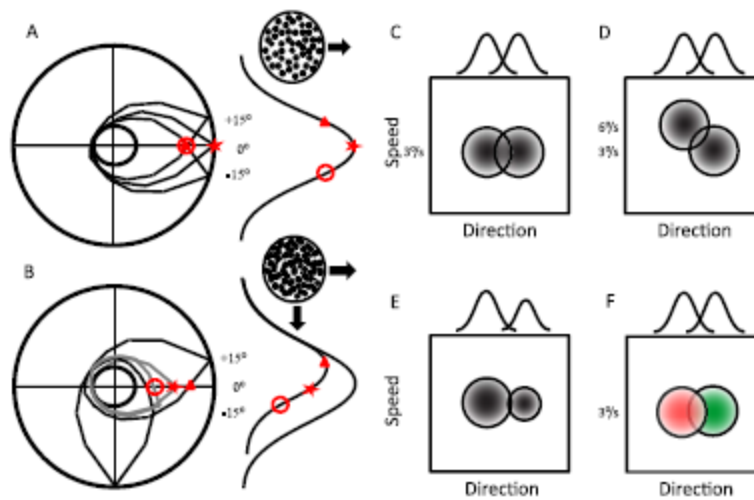 A
+15°
0°
-15°
B
+15°
0°
-15°
C
Speed
3°/s
Direction
D
6°/s
3°/s
Direction
E
Speed
Direction
F
3°/s
Direction